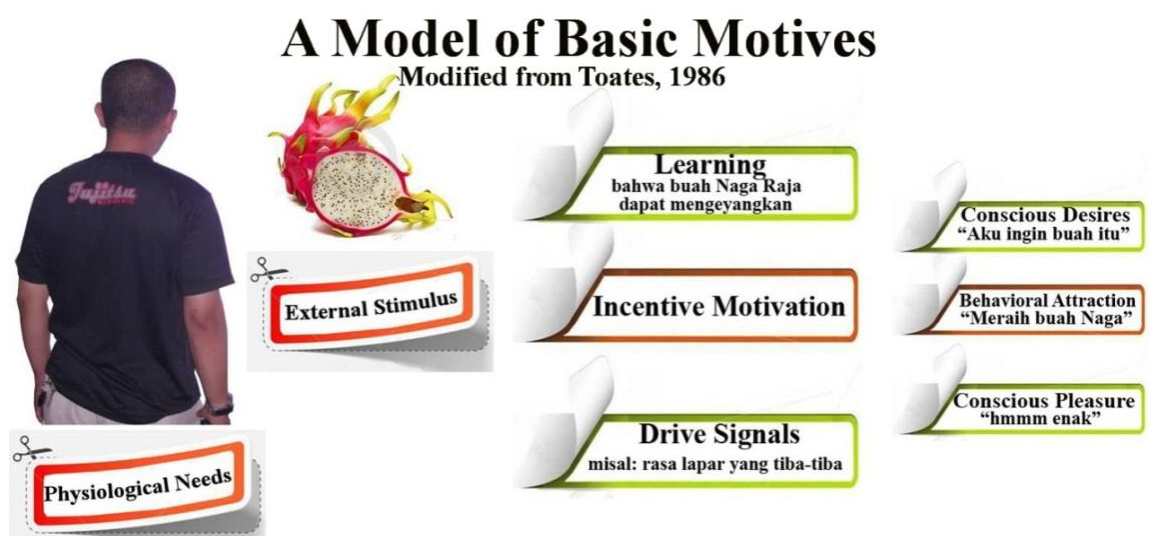 A Model of Basic Motives
Modified from Toates, 1986
Jujitsu
External Stimulus
Physiological Needs
Learning
bahwa buah Naga Raja
dapat mengeyangkan
Incentive Motivation
Drive Signals
misal: rasa lapar yang tiba-tiba
Conscious Desires
“Aku ingin buah itu”
Behavioral Attraction
“Meraih buah Naga”
Conscious Pleasure
“hmmm enak”